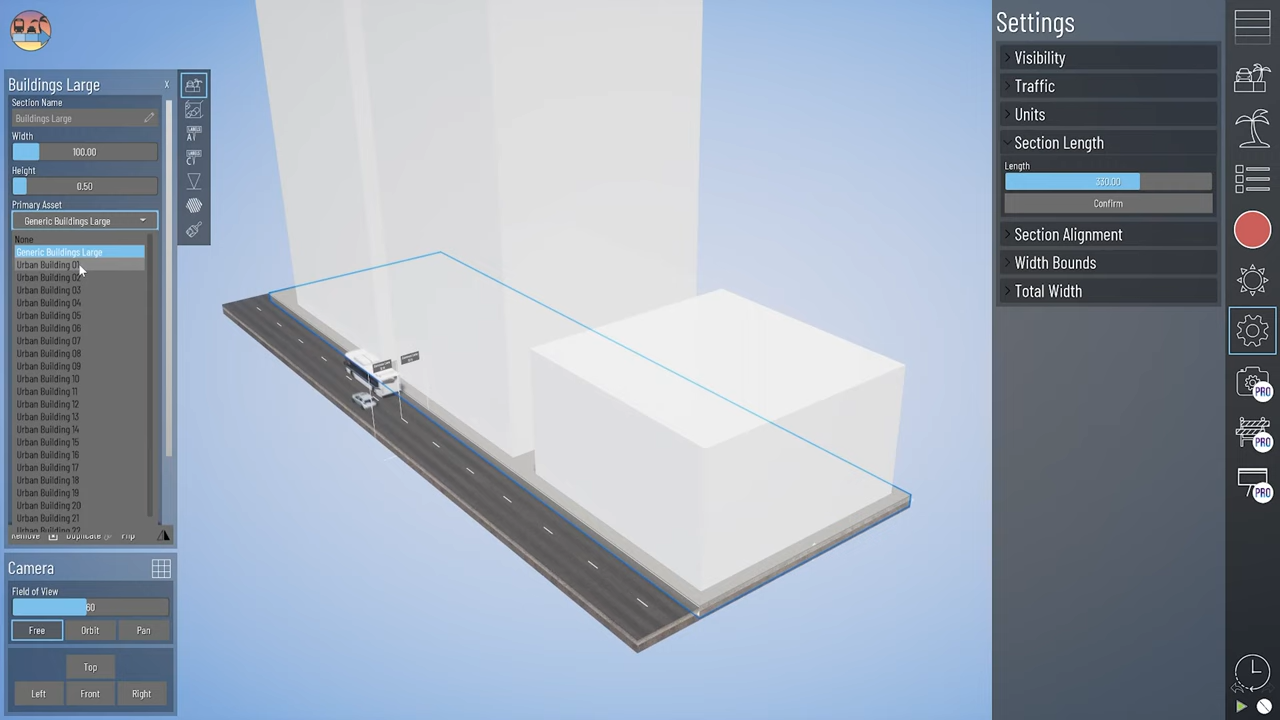 Buildings Large
x
Section Name
Buildings Large
Width
100.00
Height
0.50
Primary Asset
Generic Buildings Large
None
Generic Buildings Large
Urban Building 01
Urban Building 02
Urban Building 03
Urban Building 04
Urban Building 05
Urban Building 06
Urban Building 07
Urban Building 08
Urban Building 09
Urban Building 10
Urban Building 11
Urban Building 12
Urban Building 13
Urban Building 14
Urban Building 15
Urban Building 16
Urban Building 17
Urban Building 18
Urban Building 19
Urban Building 20
Urban Building 21
Urban Building 22
Remove
Duplicate
Flip
Camera
Field of View
60
Free
Orbit
Pan
Top
Left
Front
Right
Settings
Visibility
Traffic
Units
Section Length
Length
330.00
Confirm
Section Alignment
Width Bounds
Total Width
PRO
PRO
PRO